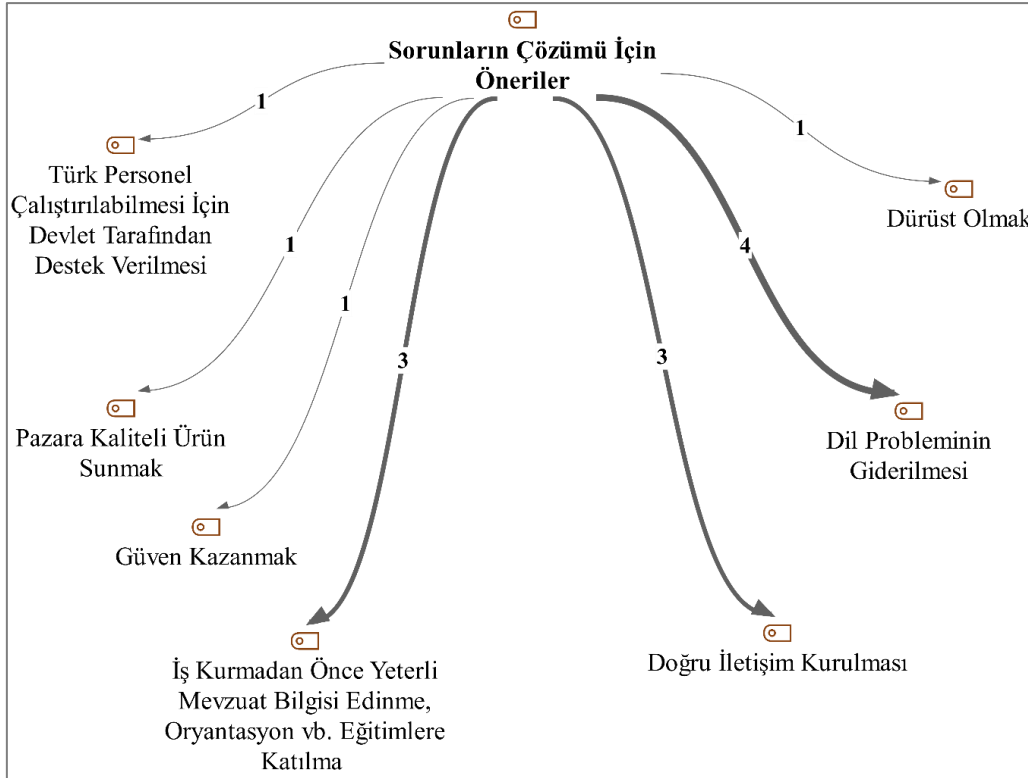 Sorunların Çözümü İçin
Öneriler
1
Türk Personel
Çalıştırılabilmesi İçin
Devlet Tarafından
Destek Verilmesi
1
Pazara Kaliteli Ürün
Sunmak
1
Güven Kazanmak
3
İş Kurmadan Önce Yeterli
Mevzuat Bilgisi Edinme,
Oryantasyon vb. Eğitimlere
Katılma
3
Doğru İletişim Kurulması
4
Dil Probleminin
Giderilmesi
1
Dürüst Olmak